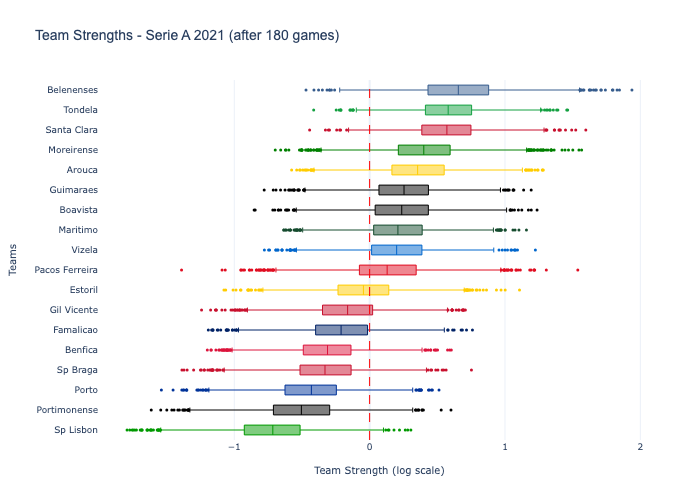 Team Strengths - Serie A 2021 (after 180 games)
Teams
Belenenses
Tondela
Santa Clara
Moreirense
Arouca
Guimaraes
Boavista
Maritimo
Vizela
Pacos Ferreira
Estoril
Gil Vicente
Famalicao
Benfica
Sp Braga
Porto
Portimonense
Sp Lisbon
−1 0 1 2
Team Strength (log scale)